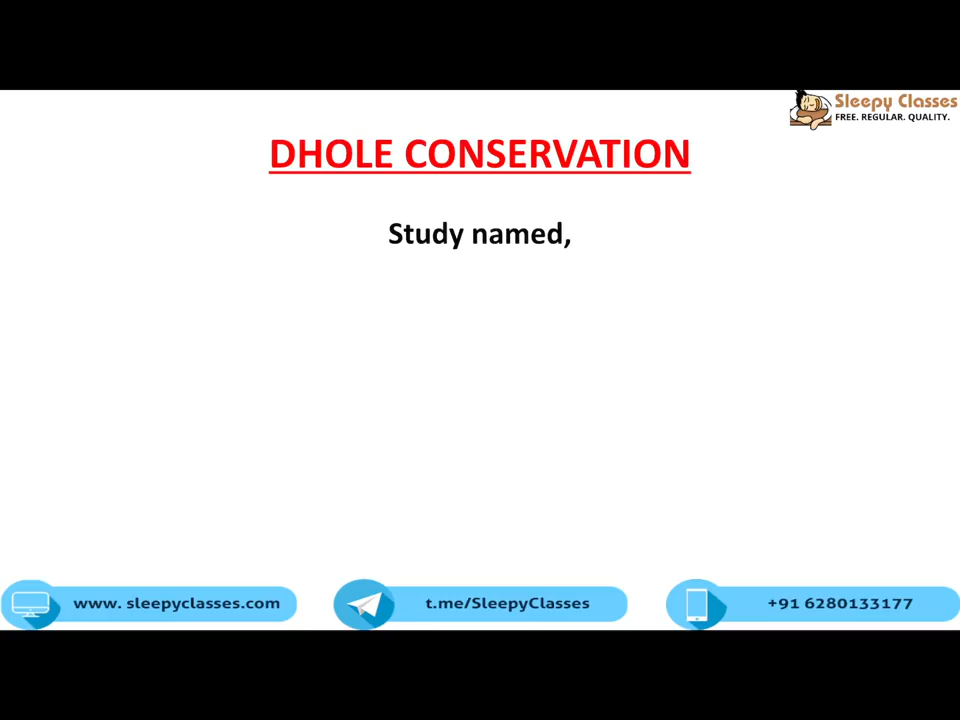 Sleepy Classes
FREE. REGULAR. QUALITY.
DHOLE CONSERVATION
Study named,
www. sleepyclasses.com
t.me/SleepyClasses
+91 6280133177